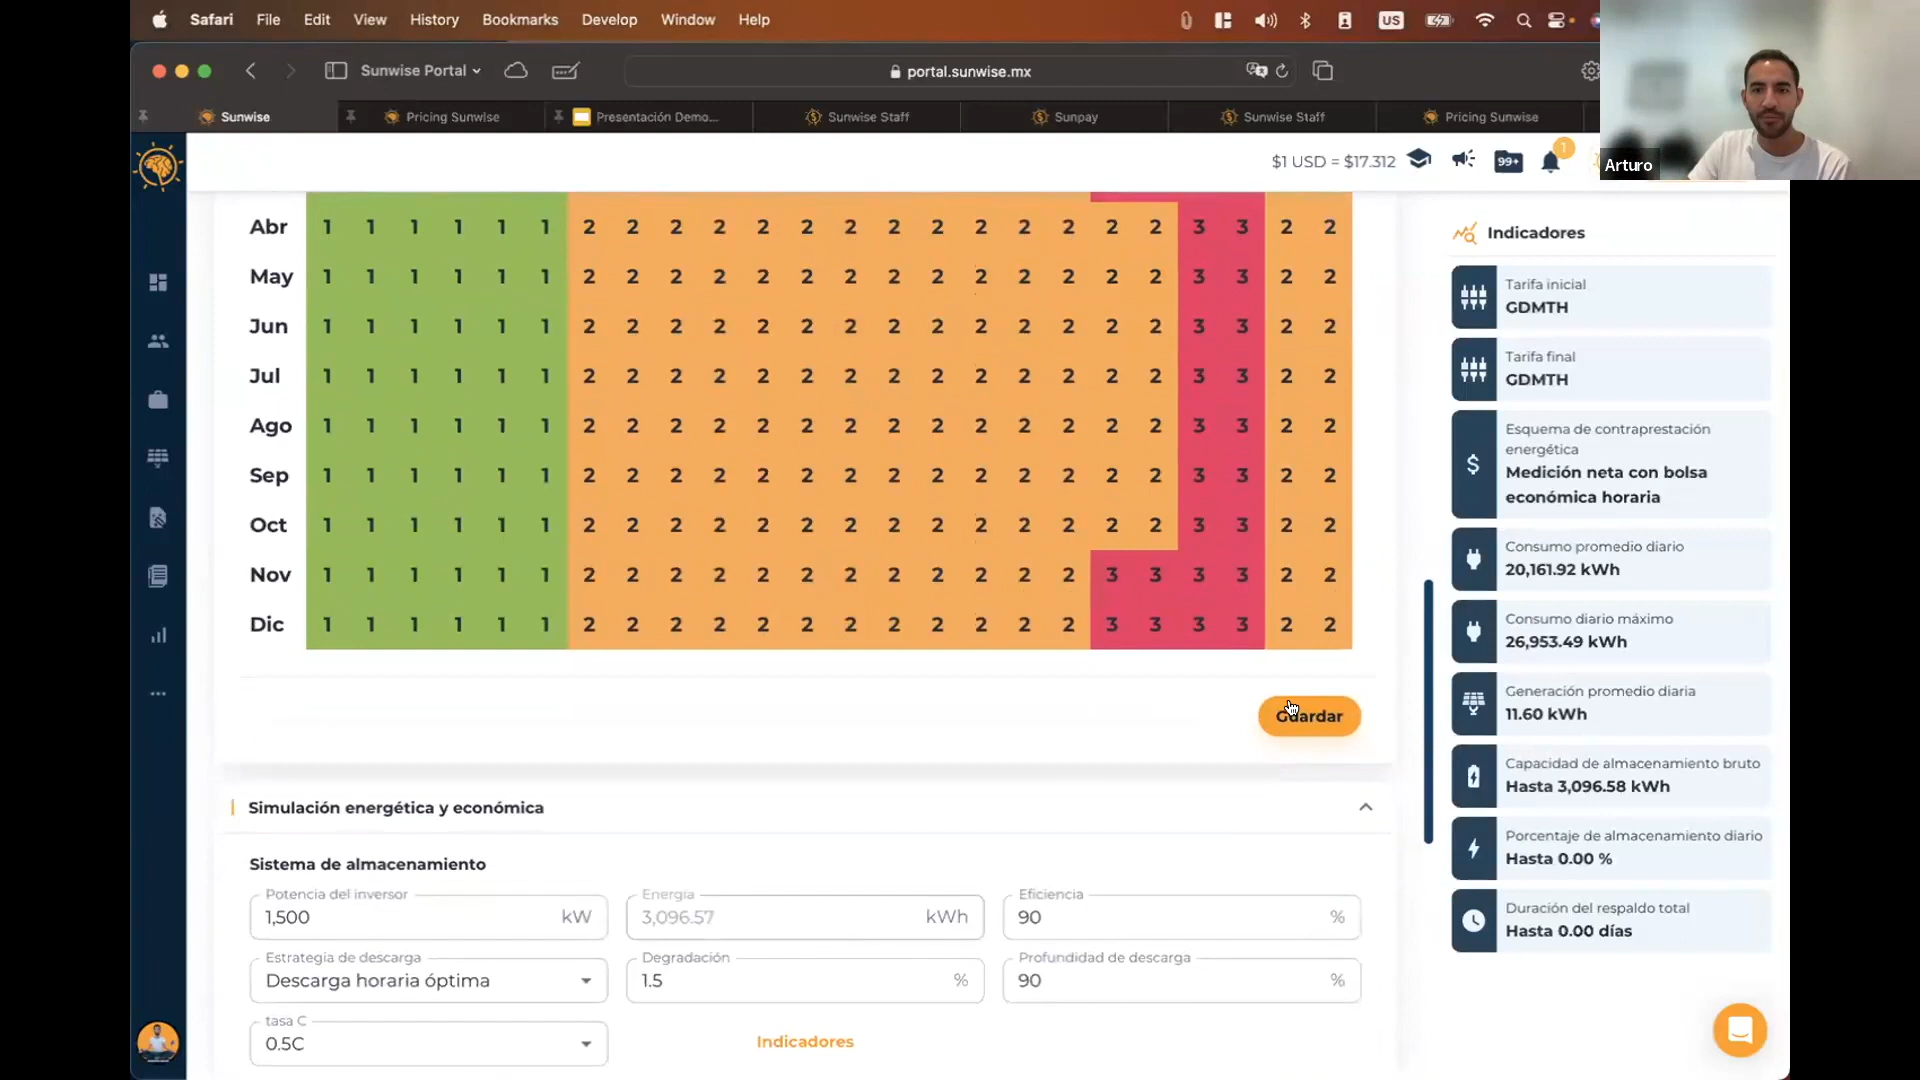 Safari File Edit View History Bookmarks Develop Window Help
US
Sunwise Portal
portal.sunwise.mx
Sunwise
Pricing Sunwise
Presentación Demo...
Sunwise Staff
Sunpay
Sunwise Staff
Pricing Sunwise
$1 USD = $17.312
99+
1
Arturo
Abr 1 1 1 1 1 1 2 2 2 2 2 2 2 2 2 2 2 2 2 2 3 3 2 2
May 1 1 1 1 1 1 2 2 2 2 2 2 2 2 2 2 2 2 2 2 3 3 2 2
Jun 1 1 1 1 1 1 2 2 2 2 2 2 2 2 2 2 2 2 2 2 3 3 2 2
Jul 1 1 1 1 1 1 2 2 2 2 2 2 2 2 2 2 2 2 2 2 3 3 2 2
Ago 1 1 1 1 1 1 2 2 2 2 2 2 2 2 2 2 2 2 2 2 3 3 2 2
Sep 1 1 1 1 1 1 2 2 2 2 2 2 2 2 2 2 2 2 2 2 3 3 2 2
Oct 1 1 1 1 1 1 2 2 2 2 2 2 2 2 2 2 2 2 2 2 3 3 2 2
Nov 1 1 1 1 1 1 2 2 2 2 2 2 2 2 2 2 2 2 3 3 3 3 2 2
Dic 1 1 1 1 1 1 2 2 2 2 2 2 2 2 2 2 2 2 3 3 3 3 2 2
Guardar
Simulación energética y económica
Sistema de almacenamiento
Potencia del inversor
1,500 kW
Energía
3,096.57 kWh
Eficiencia
90 %
Estrategia de descarga
Descarga horaria óptima
Degradación
1.5 %
Profundidad de descarga
90 %
tasa C
0.5C
Indicadores
Indicadores
Tarifa inicial
GDMTH
Tarifa final
GDMTH
Esquema de contraprestación
energética
Medición neta con bolsa
económica horaria
Consumo promedio diario
20,161.92 kWh
Consumo diario máximo
26,953.49 kWh
Generación promedio diaria
11.60 kWh
Capacidad de almacenamiento bruto
Hasta 3,096.58 kWh
Porcentaje de almacenamiento diario
Hasta 0.00 %
Duración del respaldo total
Hasta 0.00 días